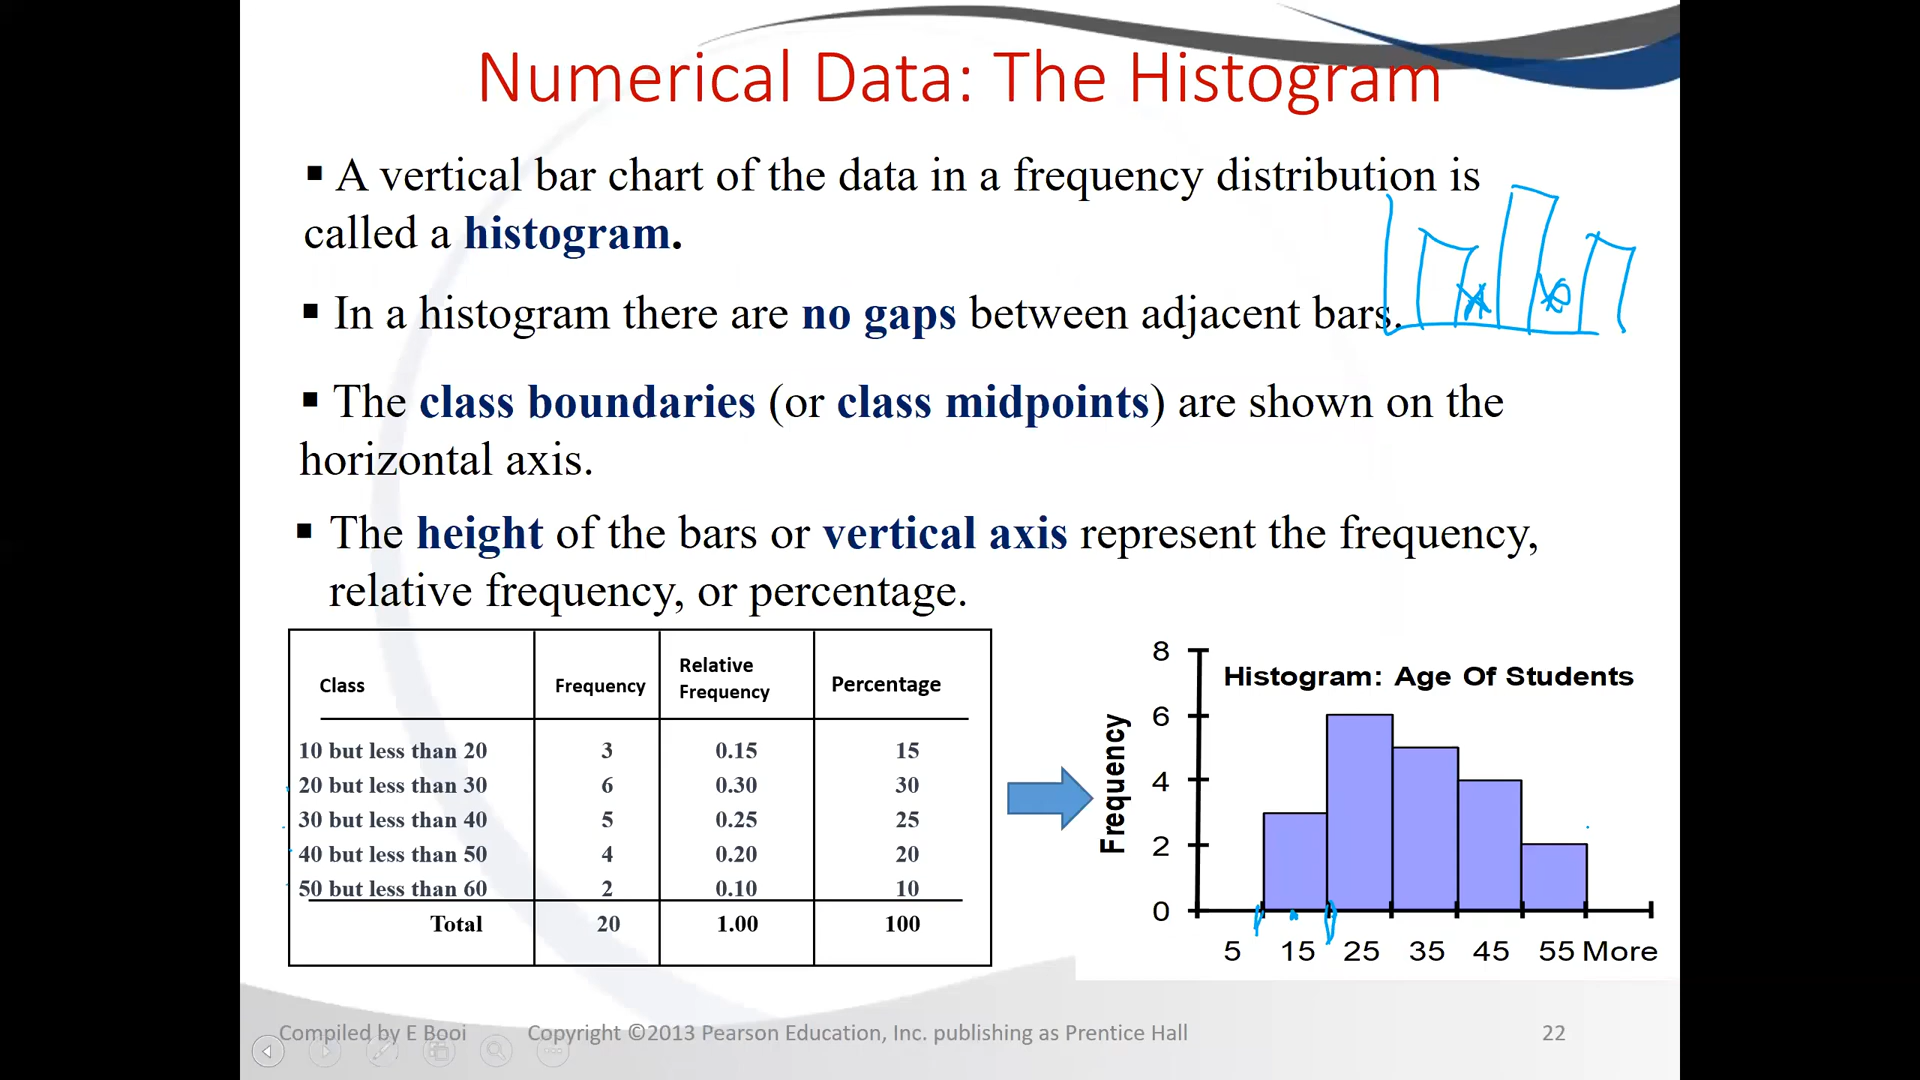 Numerical Data: The Histogram
▪ A vertical bar chart of the data in a frequency distribution is
called a histogram.
▪ In a histogram there are no gaps between adjacent bars.
▪ The class boundaries (or class midpoints) are shown on the
horizontal axis.
▪ The height of the bars or vertical axis represent the frequency,
relative frequency, or percentage.
Class Frequency Relative Frequency Percentage
10 but less than 20 3 0.15 15
20 but less than 30 6 0.30 30
30 but less than 40 5 0.25 25
40 but less than 50 4 0.20 20
50 but less than 60 2 0.10 10
Total 20 1.00 100
Histogram: Age Of Students
Frequency
8
6
4
2
0
5 15 25 35 45 55 More
Compiled by E Booi Copyright ©2013 Pearson Education, Inc. publishing as Prentice Hall 22